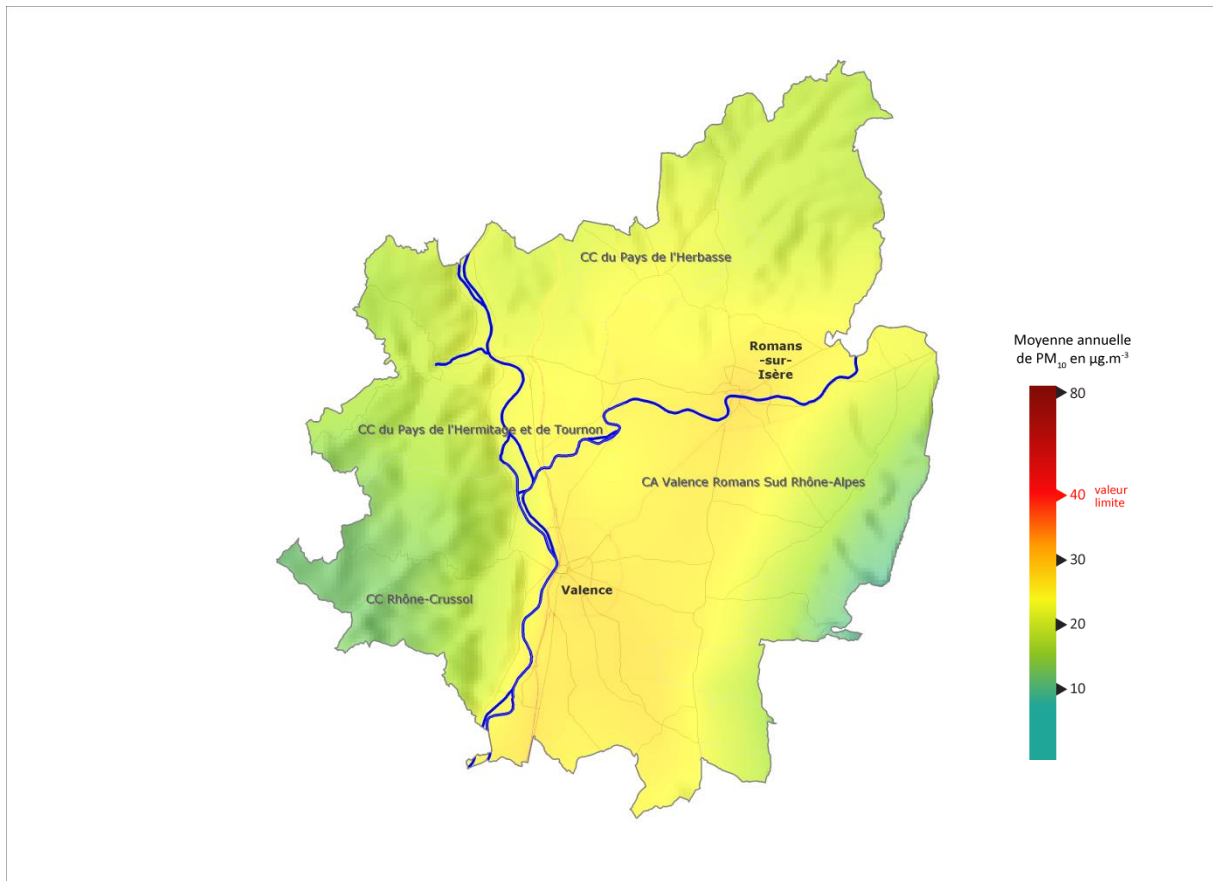 CC du Pays de l'Herbasse
Romans
-sur-
Isère
CC du Pays de l'Hermitage et de Tournon
CA Valence Romans Sud Rhône-Alpes
Valence
CC Rhône-Crussol
Moyenne annuelle
de PM₁₀ en µg.m⁻³
80
40 valeur
limite
30
20
10